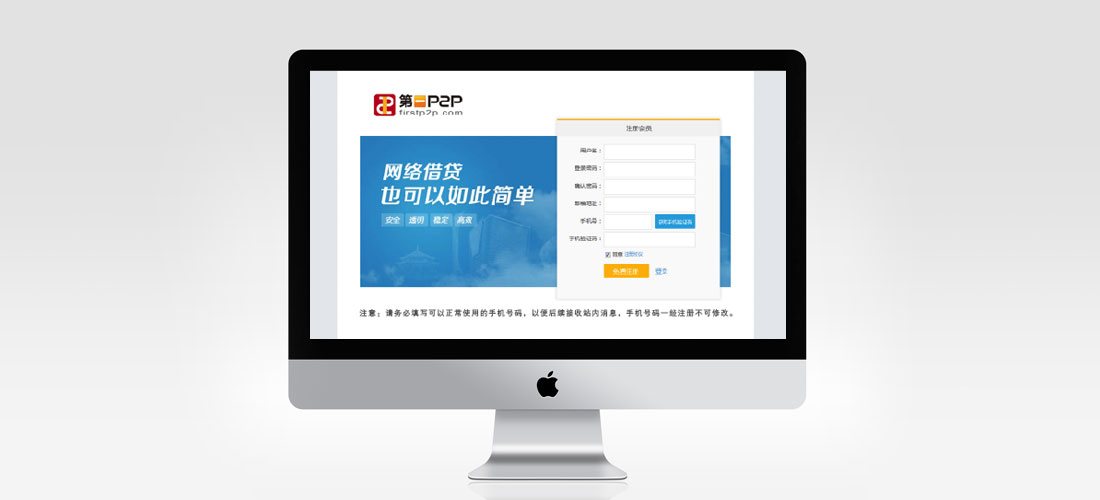 第一P2P
firstp2p.com
网络借贷
也可以如此简单
安全 透明 稳定 高效
注册会员
用户名：
登录密码：
确认密码：
邮箱地址：
手机号： 获取手机验证码
手机验证码：
同意 注册协议
免费注册 登录
注意：请务必填写可以正常使用的手机号码，以便后续接收站内消息，手机号码一经注册不可修改。